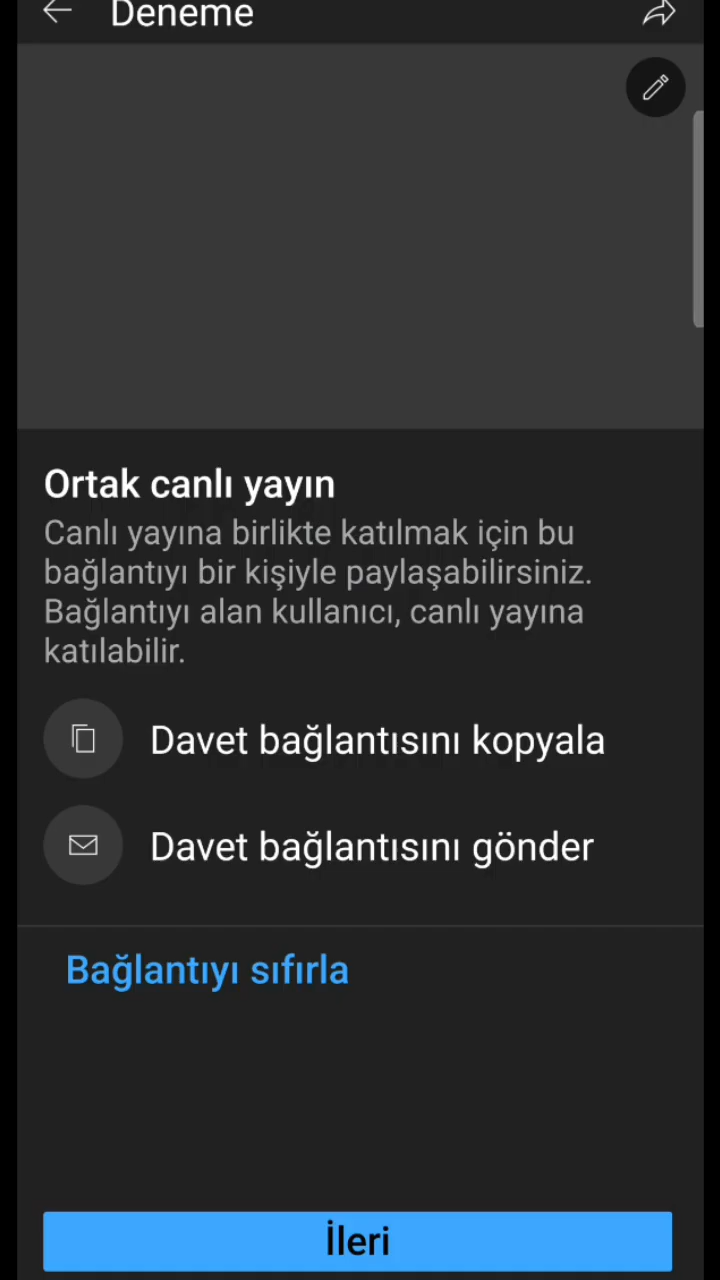 Deneme
Ortak canlı yayın
Canlı yayına birlikte katılmak için bu
bağlantıyı bir kişiyle paylaşabilirsiniz.
Bağlantıyı alan kullanıcı, canlı yayına
katılabilir.
Davet bağlantısını kopyala
Davet bağlantısını gönder
Bağlantıyı sıfırla
İleri